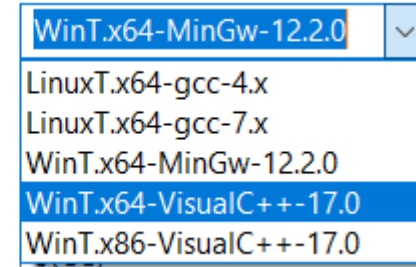 WinT.x64-MinGw-12.2.0
LinuxT.x64-gcc-4.x
LinuxT.x64-gcc-7.x
WinT.x64-MinGw-12.2.0
WinT.x64-VisualC++-17.0
WinT.x86-VisualC++-17.0